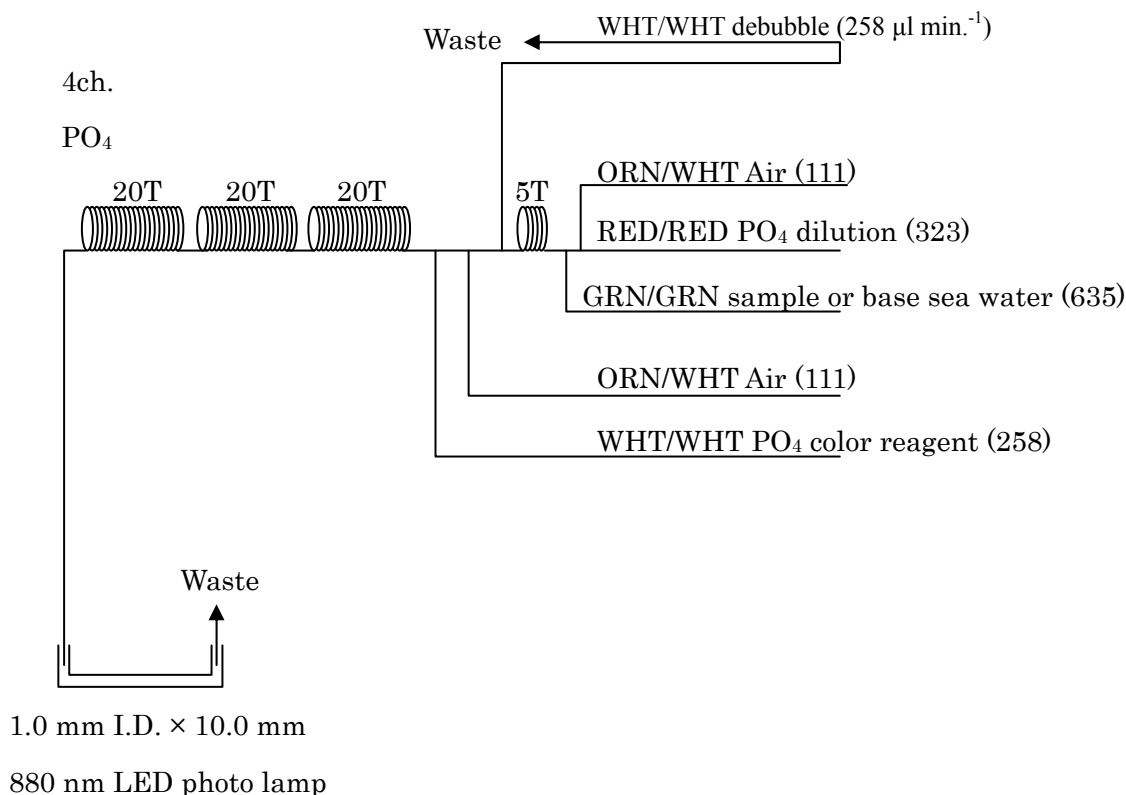 WHT/WHT debubble (258 μl min.⁻¹)
Waste
4ch.
PO₄
20T 20T 20T 5T
ORN/WHT Air (111)
RED/RED PO₄ dilution (323)
GRN/GRN sample or base sea water (635)
ORN/WHT Air (111)
WHT/WHT PO₄ color reagent (258)
Waste
1.0 mm I.D. × 10.0 mm
880 nm LED photo lamp